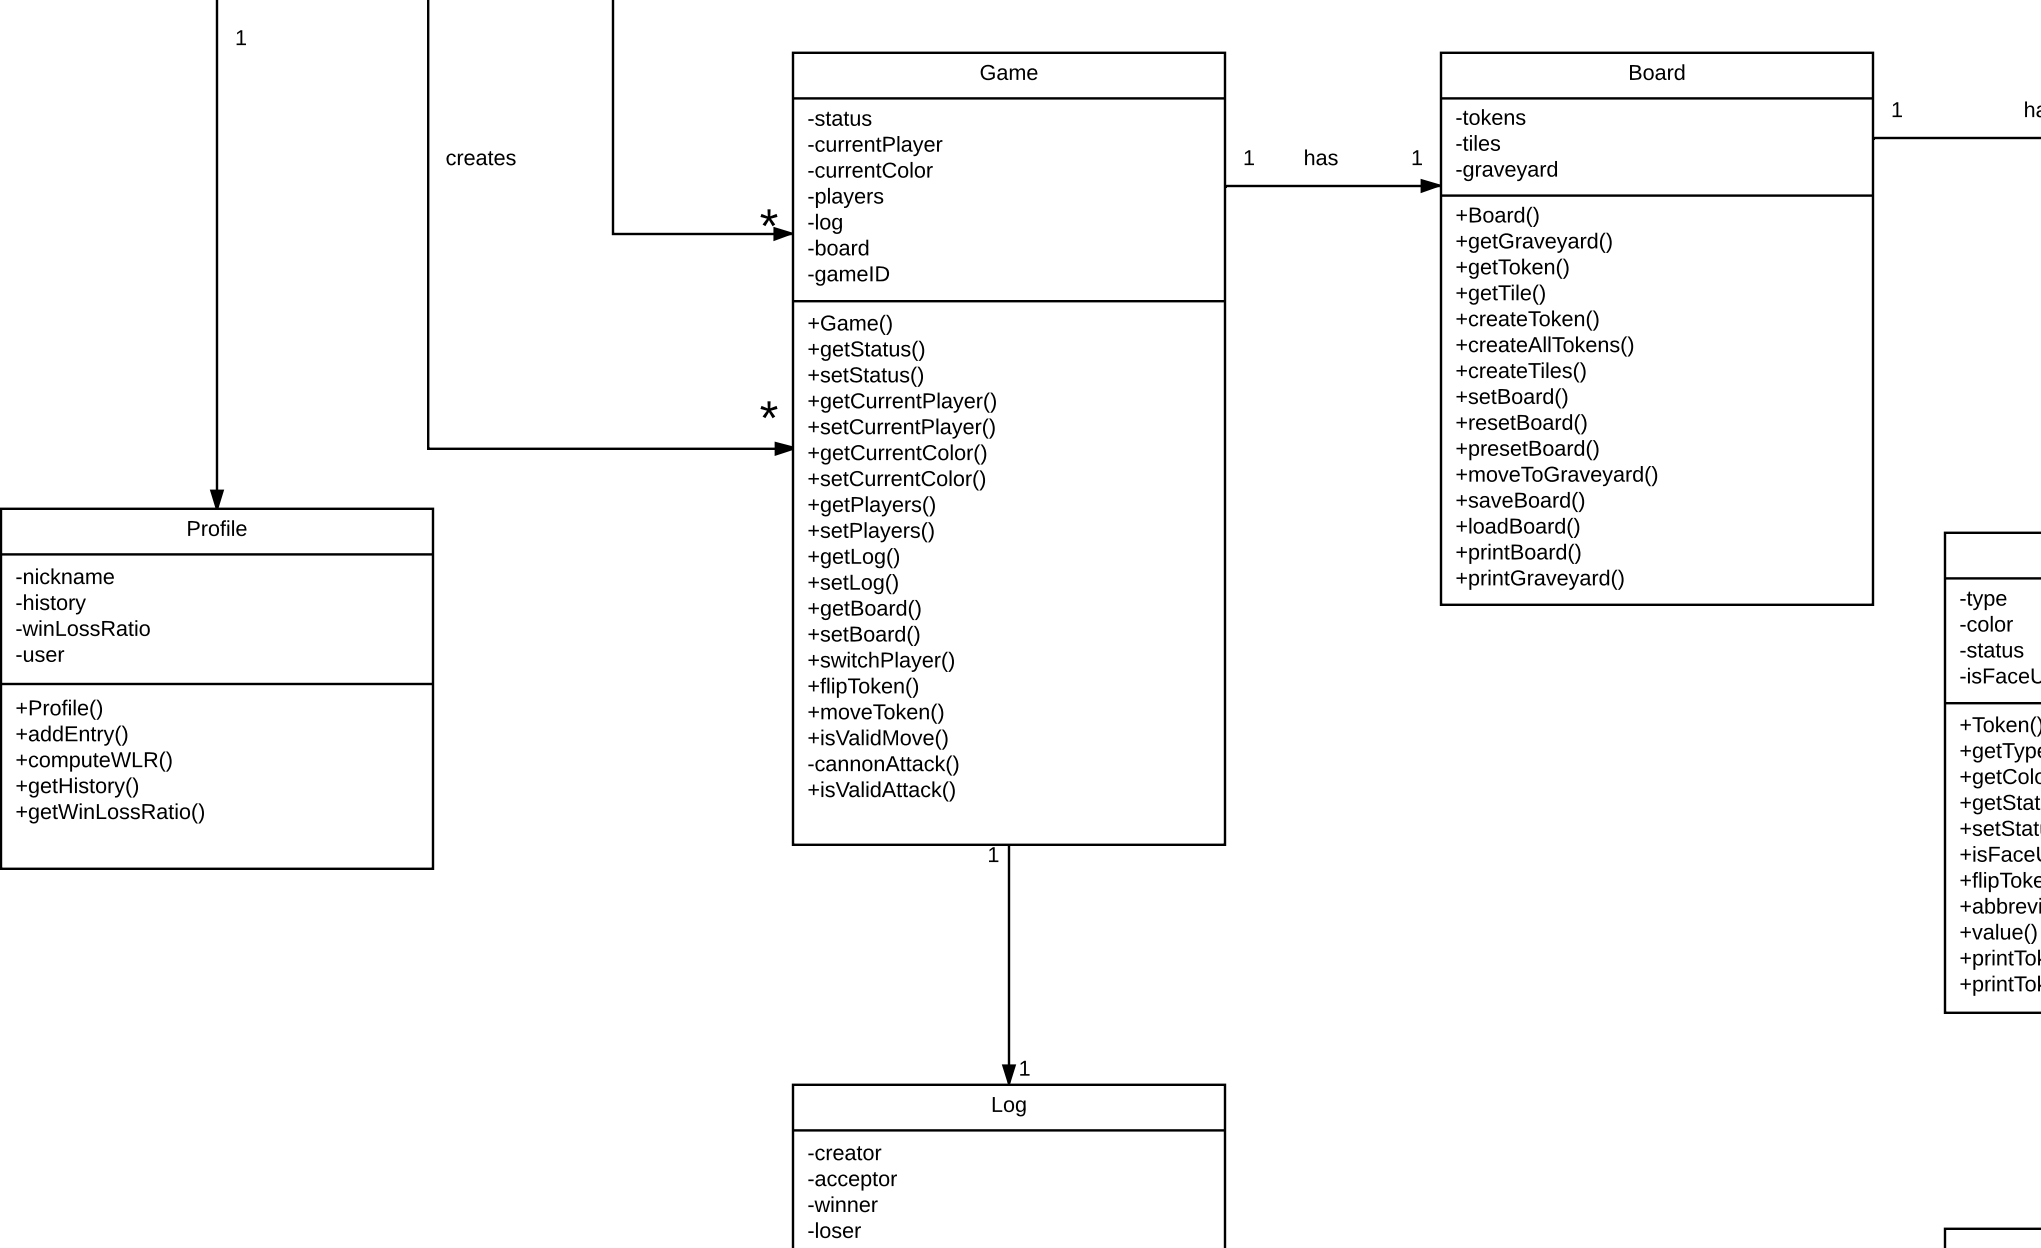 1
creates
*
*
Game
-status
-currentPlayer
-currentColor
-players
-log
-board
-gameID
+Game()
+getStatus()
+setStatus()
+getCurrentPlayer()
+setCurrentPlayer()
+getCurrentColor()
+setCurrentColor()
+getPlayers()
+setPlayers()
+getLog()
+setLog()
+getBoard()
+setBoard()
+switchPlayer()
+flipToken()
+moveToken()
+isValidMove()
-cannonAttack()
+isValidAttack()
1 has 1
Board
-tokens
-tiles
-graveyard
+Board()
+getGraveyard()
+getToken()
+getTile()
+createToken()
+createAllTokens()
+createTiles()
+setBoard()
+resetBoard()
+presetBoard()
+moveToGraveyard()
+saveBoard()
+loadBoard()
+printBoard()
+printGraveyard()
1
Profile
-nickname
-history
-winLossRatio
-user
+Profile()
+addEntry()
+computeWLR()
+getHistory()
+getWinLossRatio()
-type
-color
-status
+Token()
+value()
1
1
Log
-creator
-acceptor
-winner
-loser